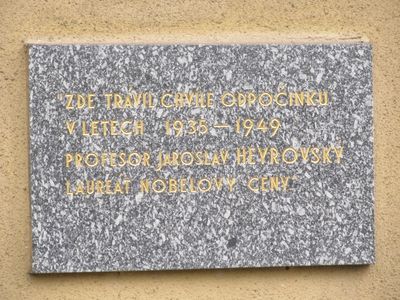 "ZDE TRÁVIL CHVÍLE ODPOČINKU
V LETECH 1935 – 1949
PROFESOR JAROSLAV HEYROVSKÝ
LAUREÁT NOBELOVY CENY"